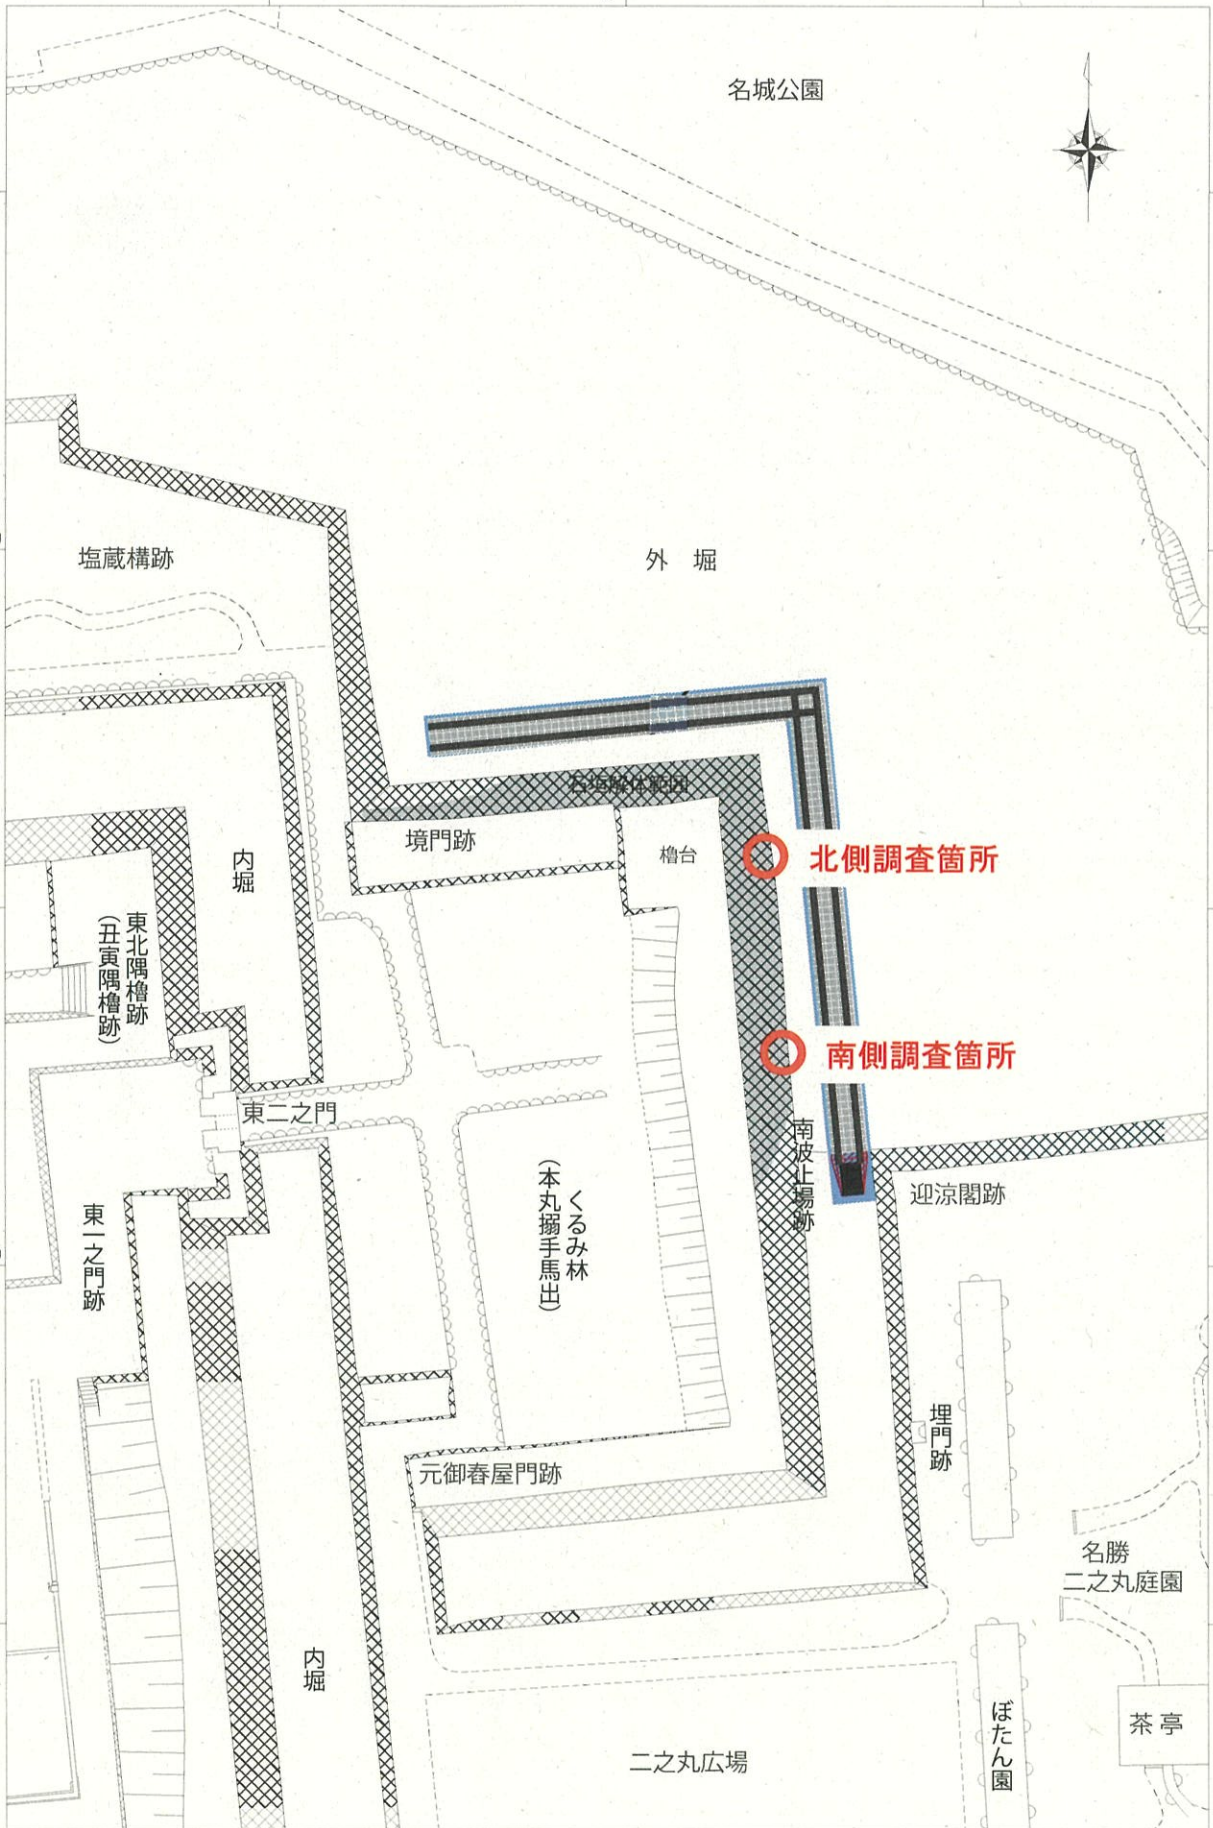 名城公園
塩蔵構跡
外 堀
石垣解体範囲
境門跡
櫓台
北側調査箇所
内堀
東北隅櫓跡
(丑寅隅櫓跡)
南側調査箇所
東二之門
南波止場跡
迎涼閣跡
くるみ林
(本丸搦手馬出)
東一之門跡
埋門跡
元御舂屋門跡
名勝
二之丸庭園
内堀
ぼたん園
茶亭
二之丸広場